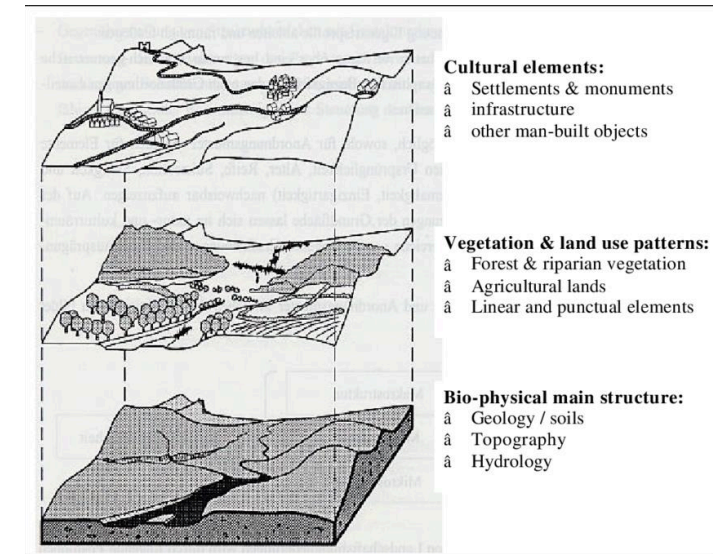 Cultural elements:
â Settlements & monuments
â infrastructure
â other man-built objects
Vegetation & land use patterns:
â Forest & riparian vegetation
â Agricultural lands
â Linear and punctual elements
Bio-physical main structure:
â Geology / soils
â Topography
â Hydrology